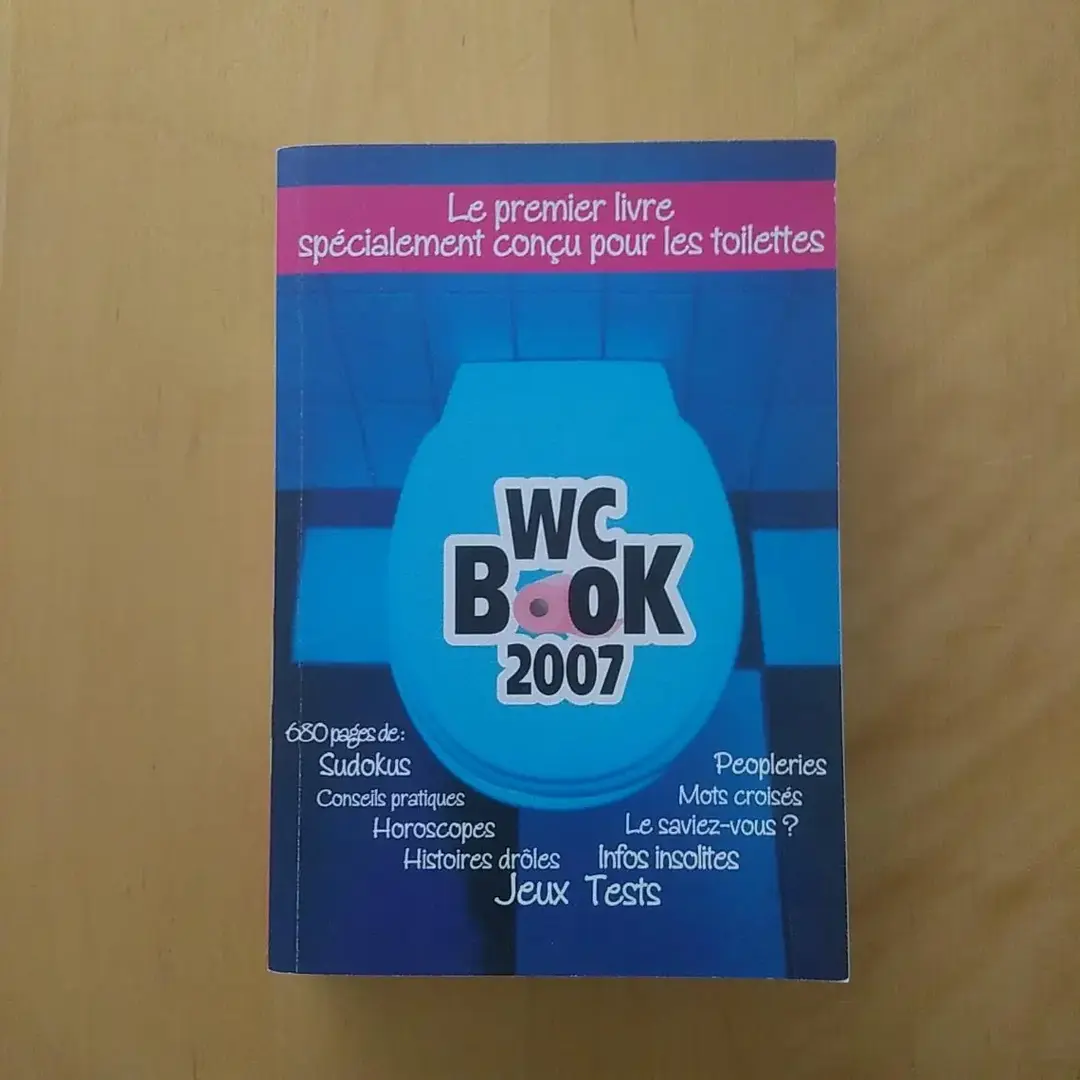 Le premier livre
spécialement conçu pour les toilettes
WC
BooK
2007
680 pages de :
Sudokus
Conseils pratiques
Horoscopes
Histoires drôles
Peopleries
Mots croisés
Le saviez-vous ?
Infos insolites
Jeux Tests